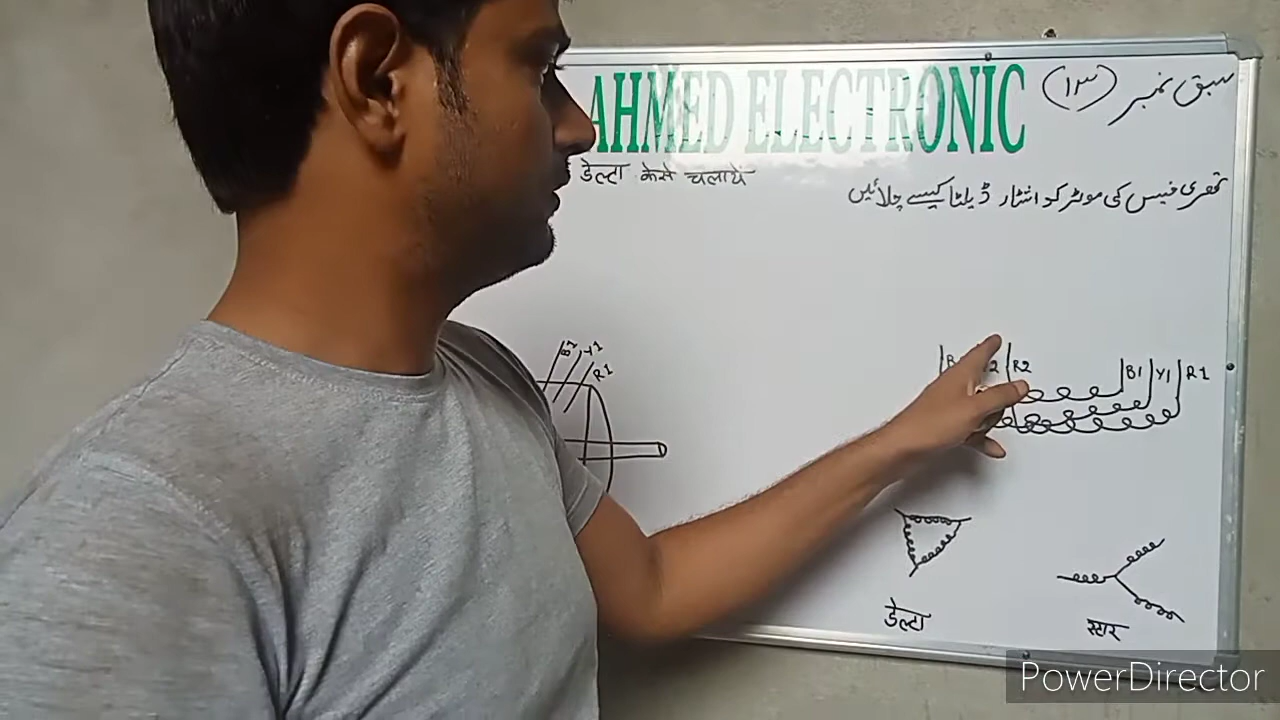 AHMED ELECTRONIC
سبق نمبر (۱۳)
डेल्टा केसे चलायें
تھری فیس کی موٹر کو اسٹار ڈیلٹا کیسے چلائیں
B1 Y1 R1
R2 B1 Y1 R1
डेल्टा
स्टार
PowerDirector